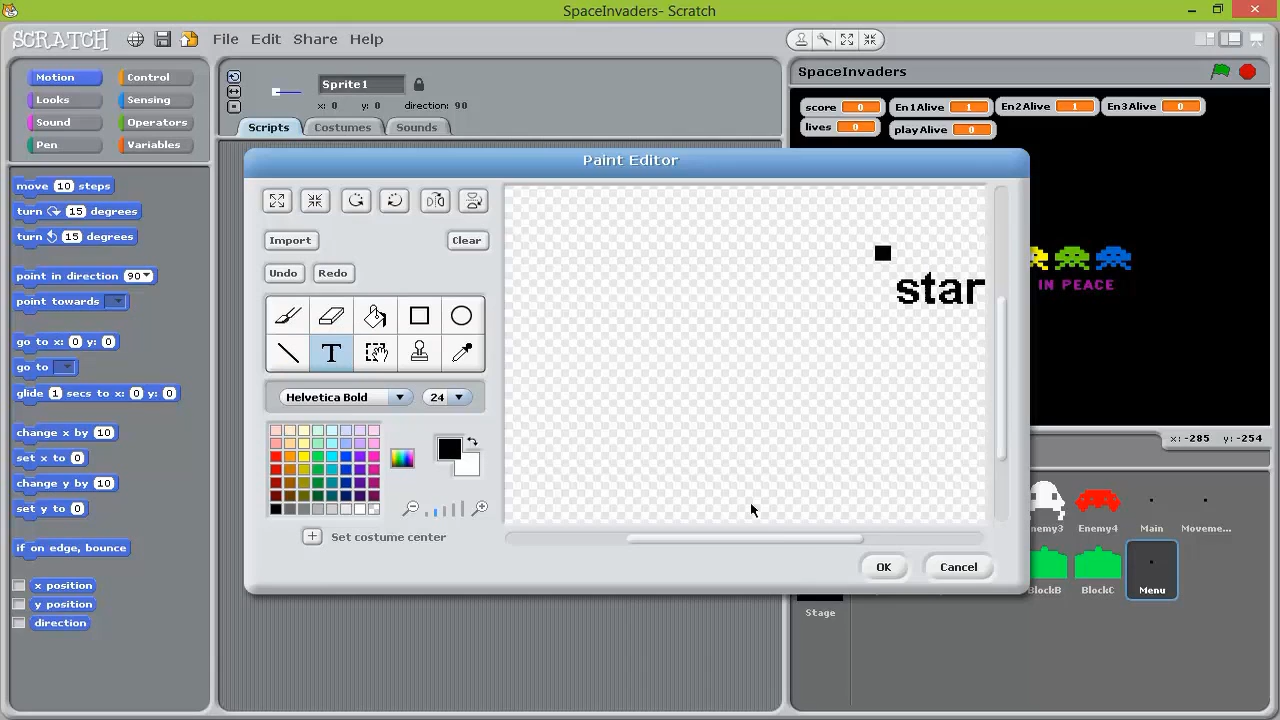 SpaceInvaders- Scratch
SCRATCH
File Edit Share Help
Motion
Control
Looks
Sensing
Sound
Operators
Pen
Variables
Sprite1
x: 0 y: 0 direction: 90
Scripts
Costumes
Sounds
SpaceInvaders
score 0
En1Alive 1
En2Alive 1
En3Alive 0
lives 0
playAlive 0
IN PEACE
x: -285 y: -254
move 10 steps
turn 15 degrees
turn 15 degrees
point in direction 90
point towards
go to x: 0 y: 0
go to
glide 1 secs to x: 0 y: 0
change x by 10
set x to 0
change y by 10
set y to 0
if on edge, bounce
x position
y position
direction
Paint Editor
Import
Clear
Undo
Redo
T
Helvetica Bold
24
Set costume center
star
OK
Cancel
nemy3
Enemy4
Main
Moveme...
BlockB
BlockC
Menu
Stage